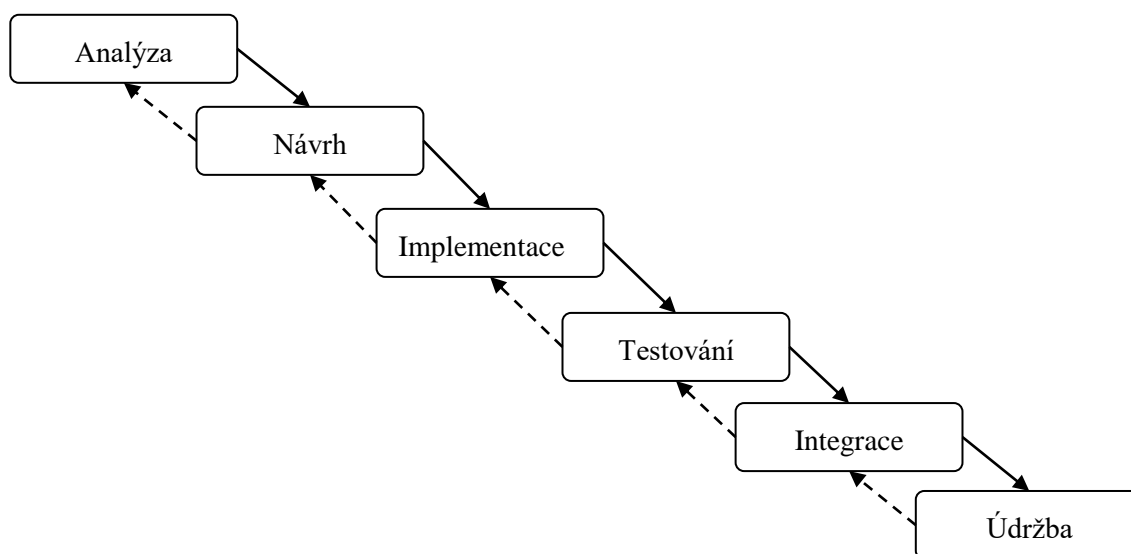 Analýza
Návrh
Implementace
Testování
Integrace
Údržba